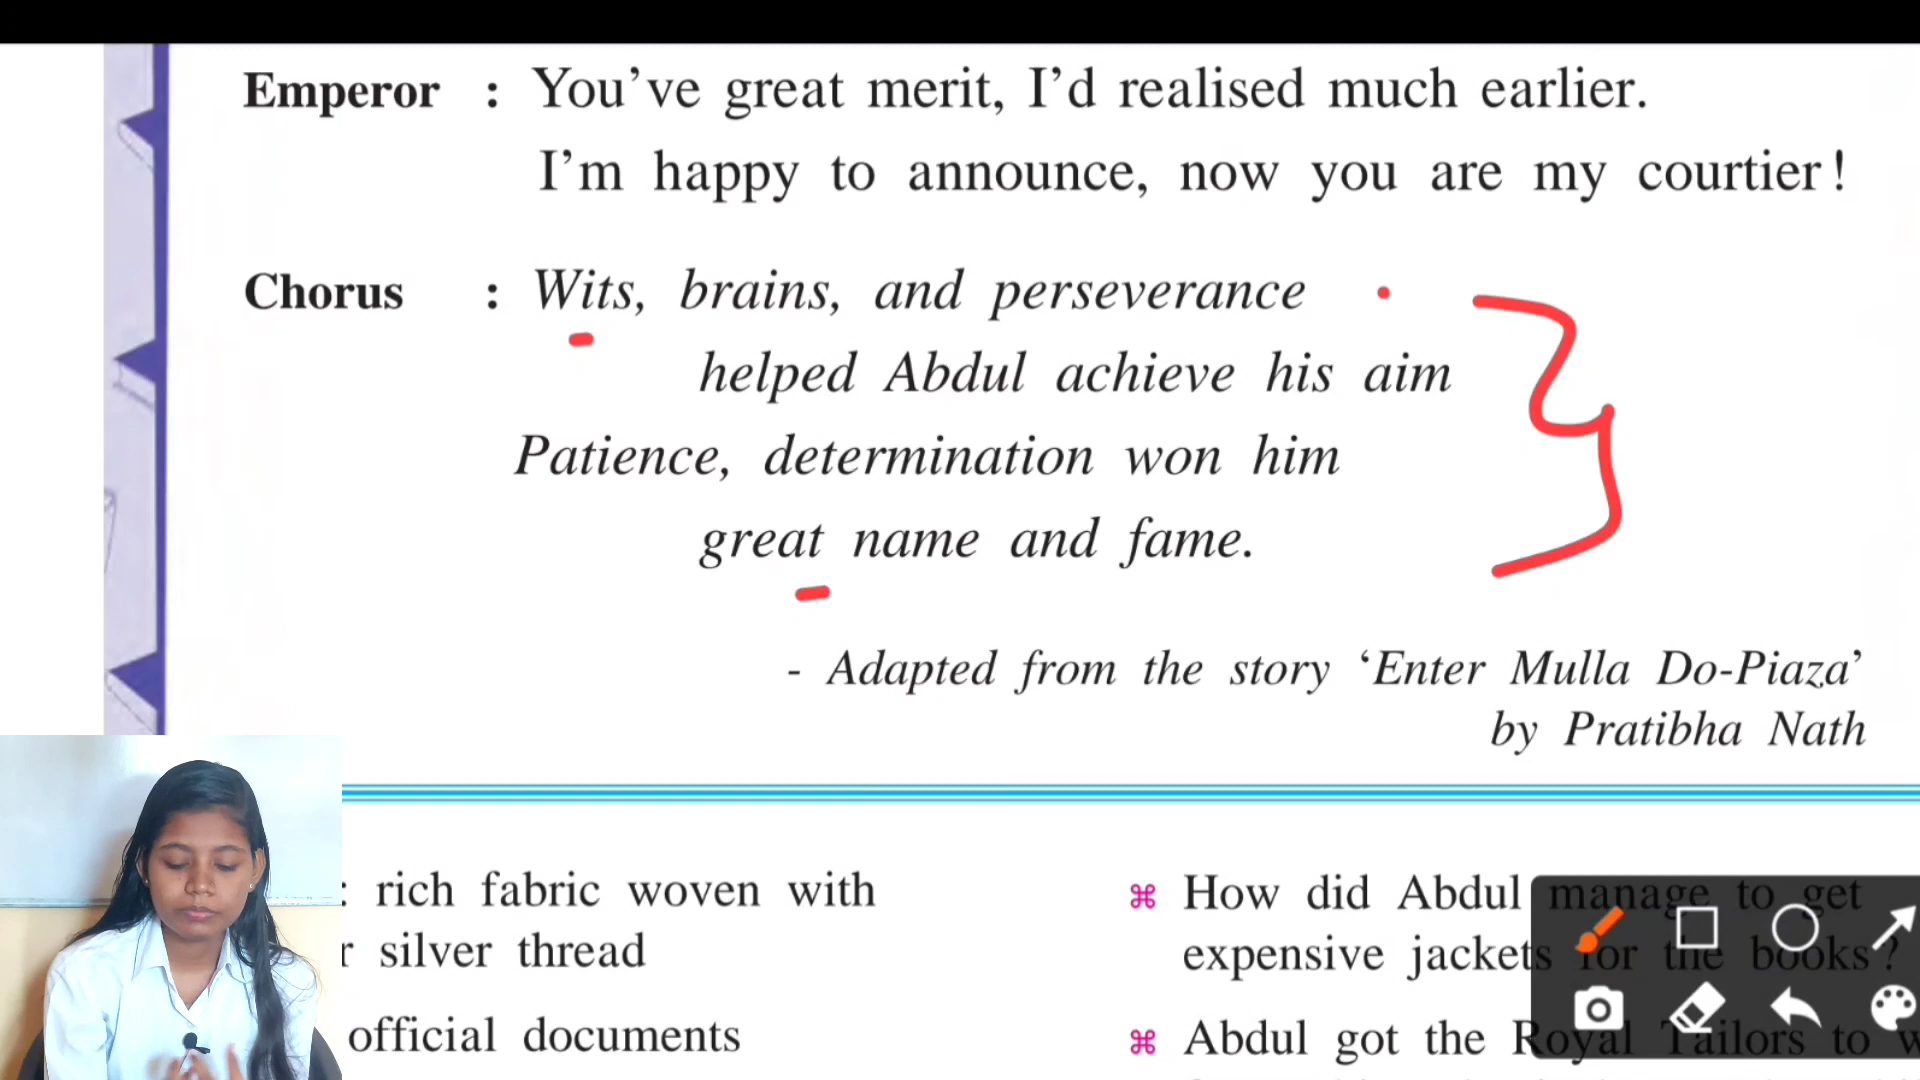 Emperor : You've great merit, I'd realised much earlier.
I'm happy to announce, now you are my courtier!
Chorus : Wits, brains, and perseverance
helped Abdul achieve his aim
Patience, determination won him
great name and fame.
- Adapted from the story ‘Enter Mulla Do-Piaza’
by Pratibha Nath
: rich fabric woven with
r silver thread
official documents
⌘ How did Abdul manage to get
expensive jackets for the books?
⌘ Abdul got the Royal Tailors to